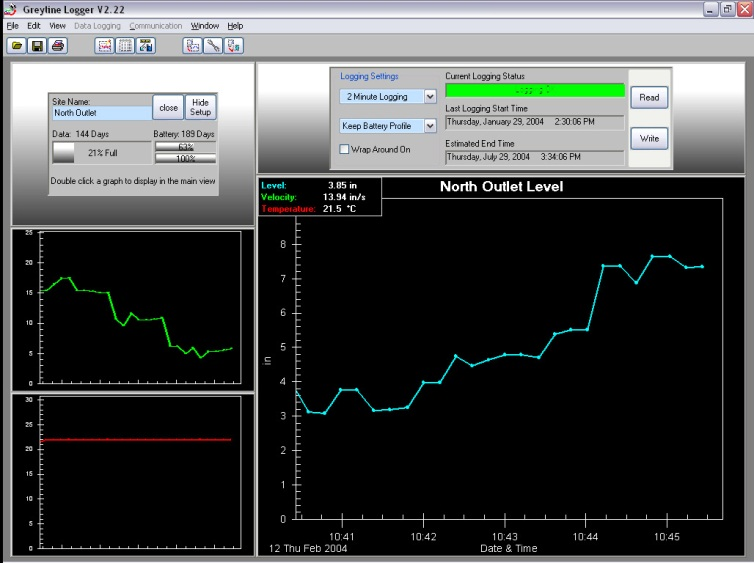 Greyline Logger V2.22
File Edit View Data Logging Communication Window Help
Site Name:
North Outlet
close
Hide
Setup
Data: 144 Days
Battery: 189 Days
21% Full
63%
100%
Double click a graph to display in the main view
Logging Settings
2 Minute Logging
Keep Battery Profile
Wrap Around On
Current Logging Status
Last Logging Start Time
Thursday, January 29, 2004 2:30:06 PM
Estimated End Time
Thursday, July 29, 2004 3:34:06 PM
Read
Write
25
20
15
10
5
0
30
25
20
15
10
5
0
Level: 3.85 in
Velocity: 13.94 in/s
Temperature: 21.5 °C
North Outlet Level
8
7
6
5
4
3
2
1
0
in
10:41 10:42 10:43 10:44 10:45
12 Thu Feb 2004
Date & Time